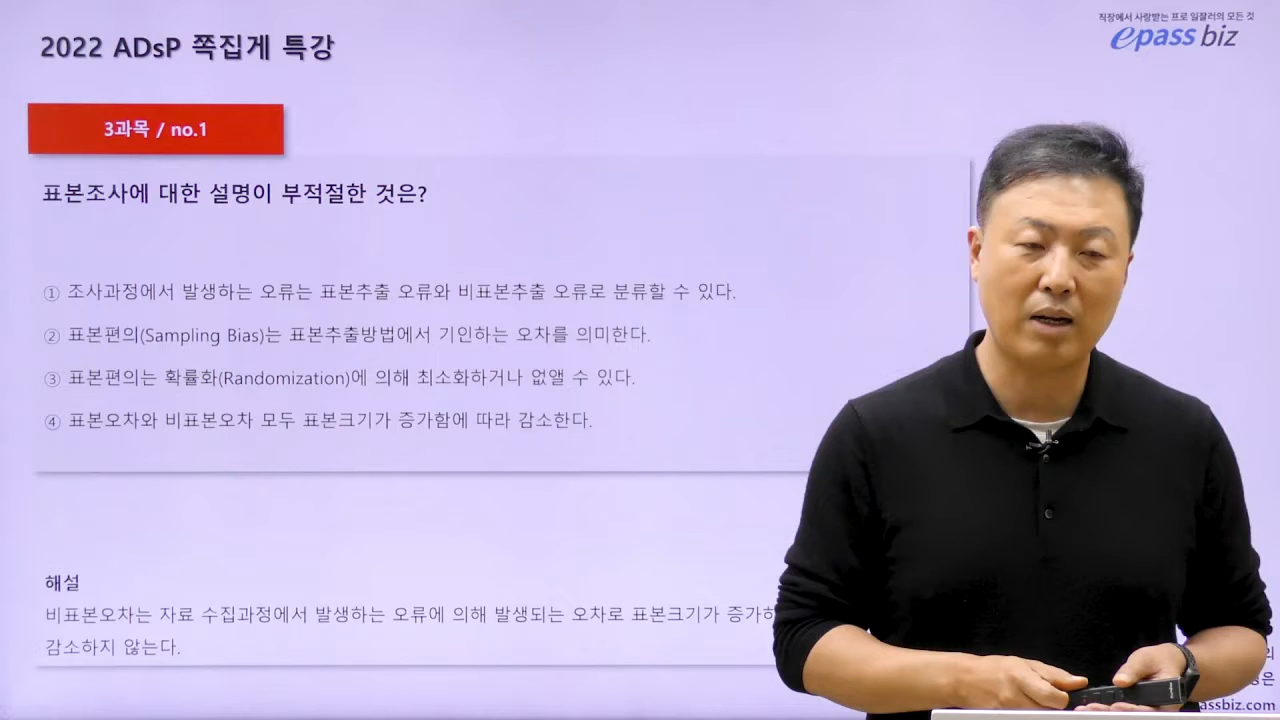 2022 ADsP 쪽집게 특강
직장에서 사랑받는 프로 일잘러의 모든 것
epass biz
3과목 / no.1
표본조사에 대한 설명이 부적절한 것은?
① 조사과정에서 발생하는 오류는 표본추출 오류와 비표본추출 오류로 분류할 수 있다.
② 표본편의(Sampling Bias)는 표본추출방법에서 기인하는 오차를 의미한다.
③ 표본편의는 확률화(Randomization)에 의해 최소화하거나 없앨 수 있다.
④ 표본오차와 비표본오차 모두 표본크기가 증가함에 따라 감소한다.
해설
비표본오차는 자료 수집과정에서 발생하는 오류에 의해 발생되는 오차로 표본크기가
감소하지 않는다.
assbiz.com